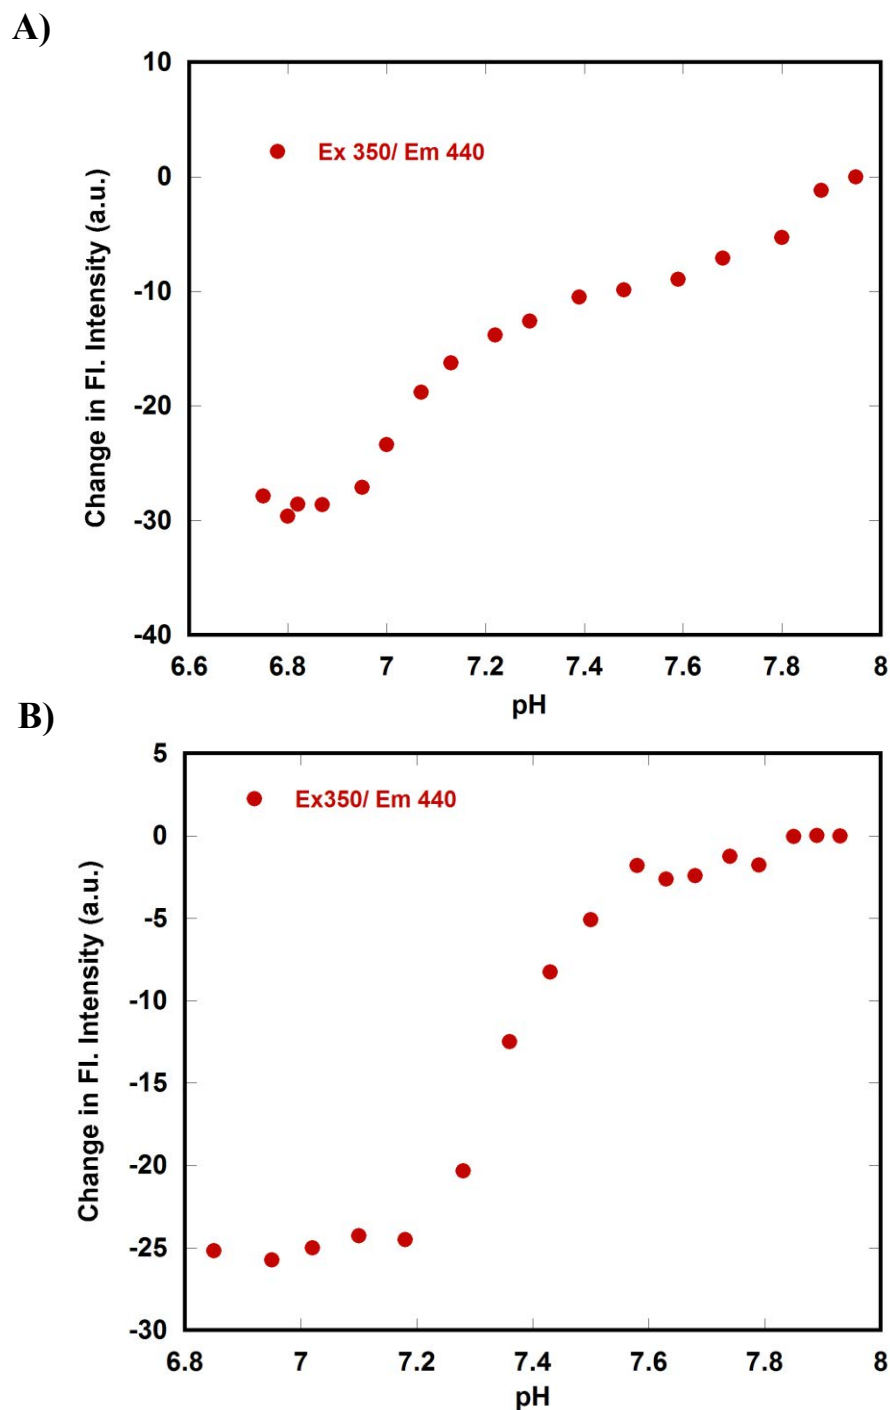 A)
10
0
-10
-20
-30
-40
Change in Fl. Intensity (a.u.)
Ex 350/ Em 440
6.6 6.8 7 7.2 7.4 7.6 7.8 8
pH
B)
5
0
-5
-10
-15
-20
-25
-30
Change in Fl. Intensity (a.u.)
Ex350/ Em 440
6.8 7 7.2 7.4 7.6 7.8 8
pH